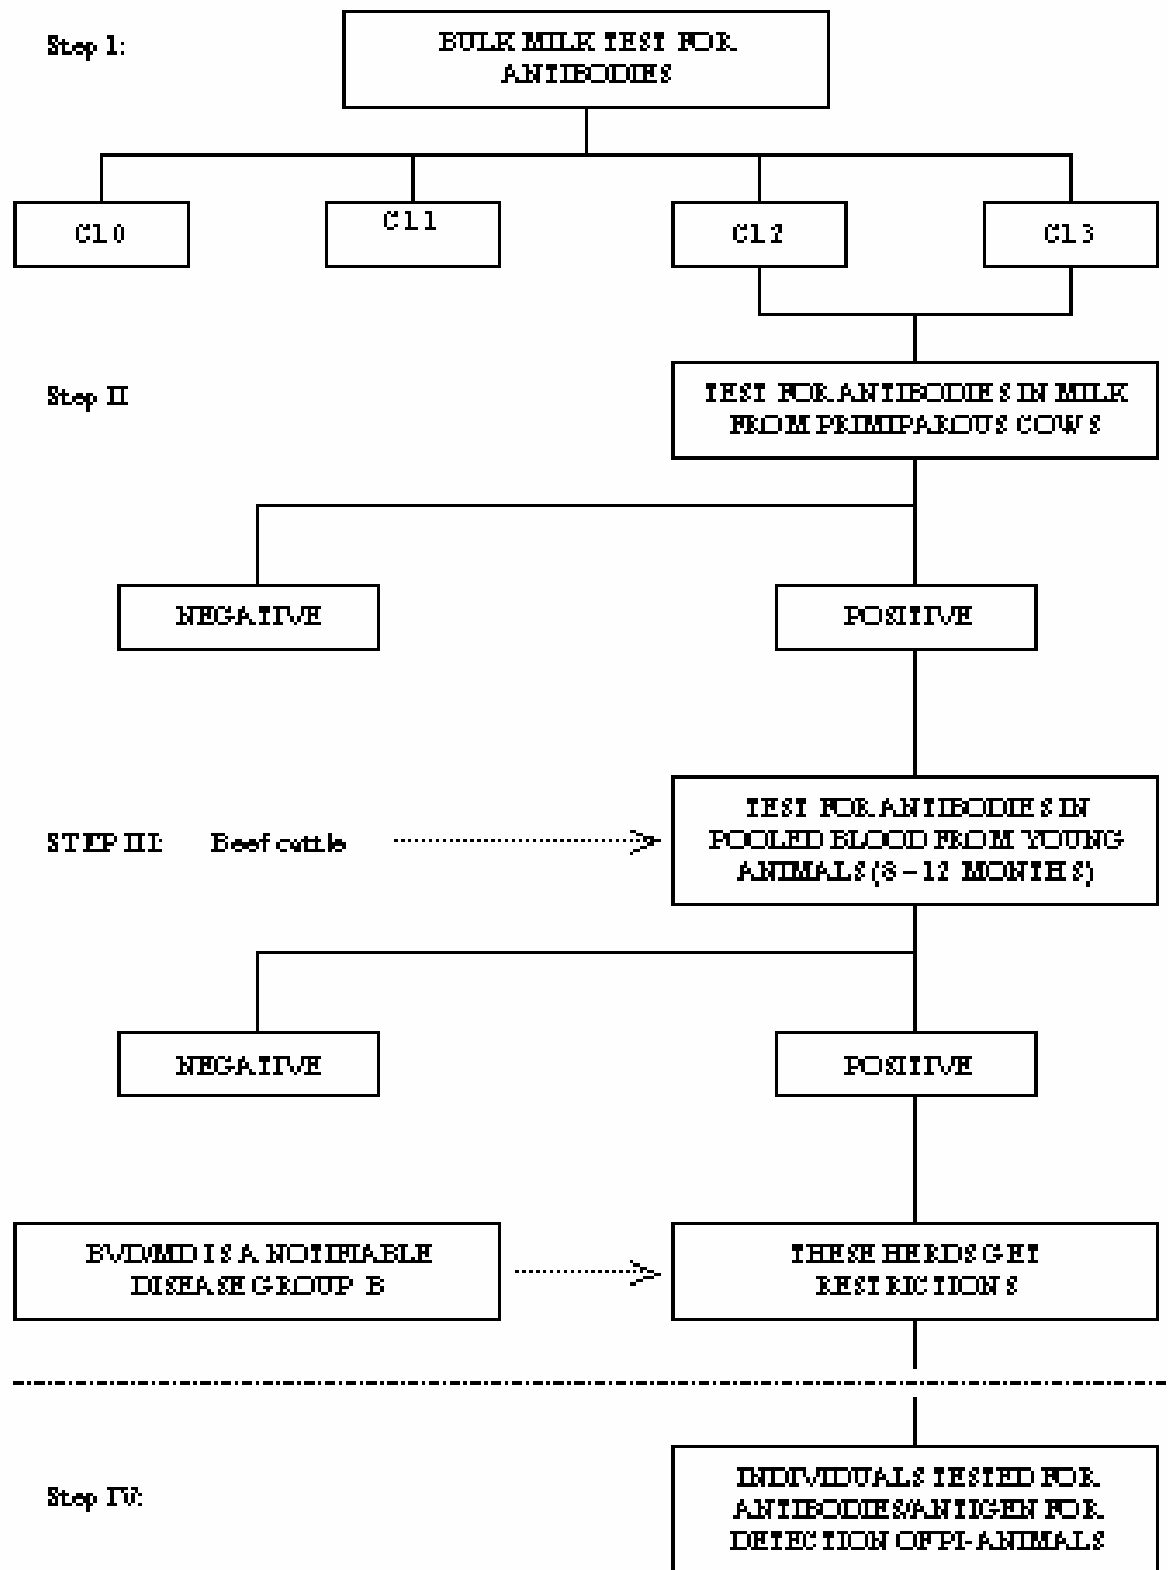 Step 1:
BULK MILK TEST FOR
ANTIBODIES
Cl 0
Cl 1
Cl 2
Cl 3
Step II
TEST FOR ANTIBODIES IN MILK
FROM PRIMIPAROUS COWS
NEGATIVE
POSITIVE
STEP III:
Beef cattle
TEST FOR ANTIBODIES IN
POOLED BLOOD FROM YOUNG
ANIMALS (8 – 12 MONTHS)
NEGATIVE
POSITIVE
BVD/MD IS A NOTIFIABLE
DISEASE GROUP B
THESE HERDS GET
RESTRICTIONS
Step IV:
INDIVIDUALS TESTED FOR
ANTIBODIES/ANTIGEN FOR
DETECTION OF PI-ANIMALS